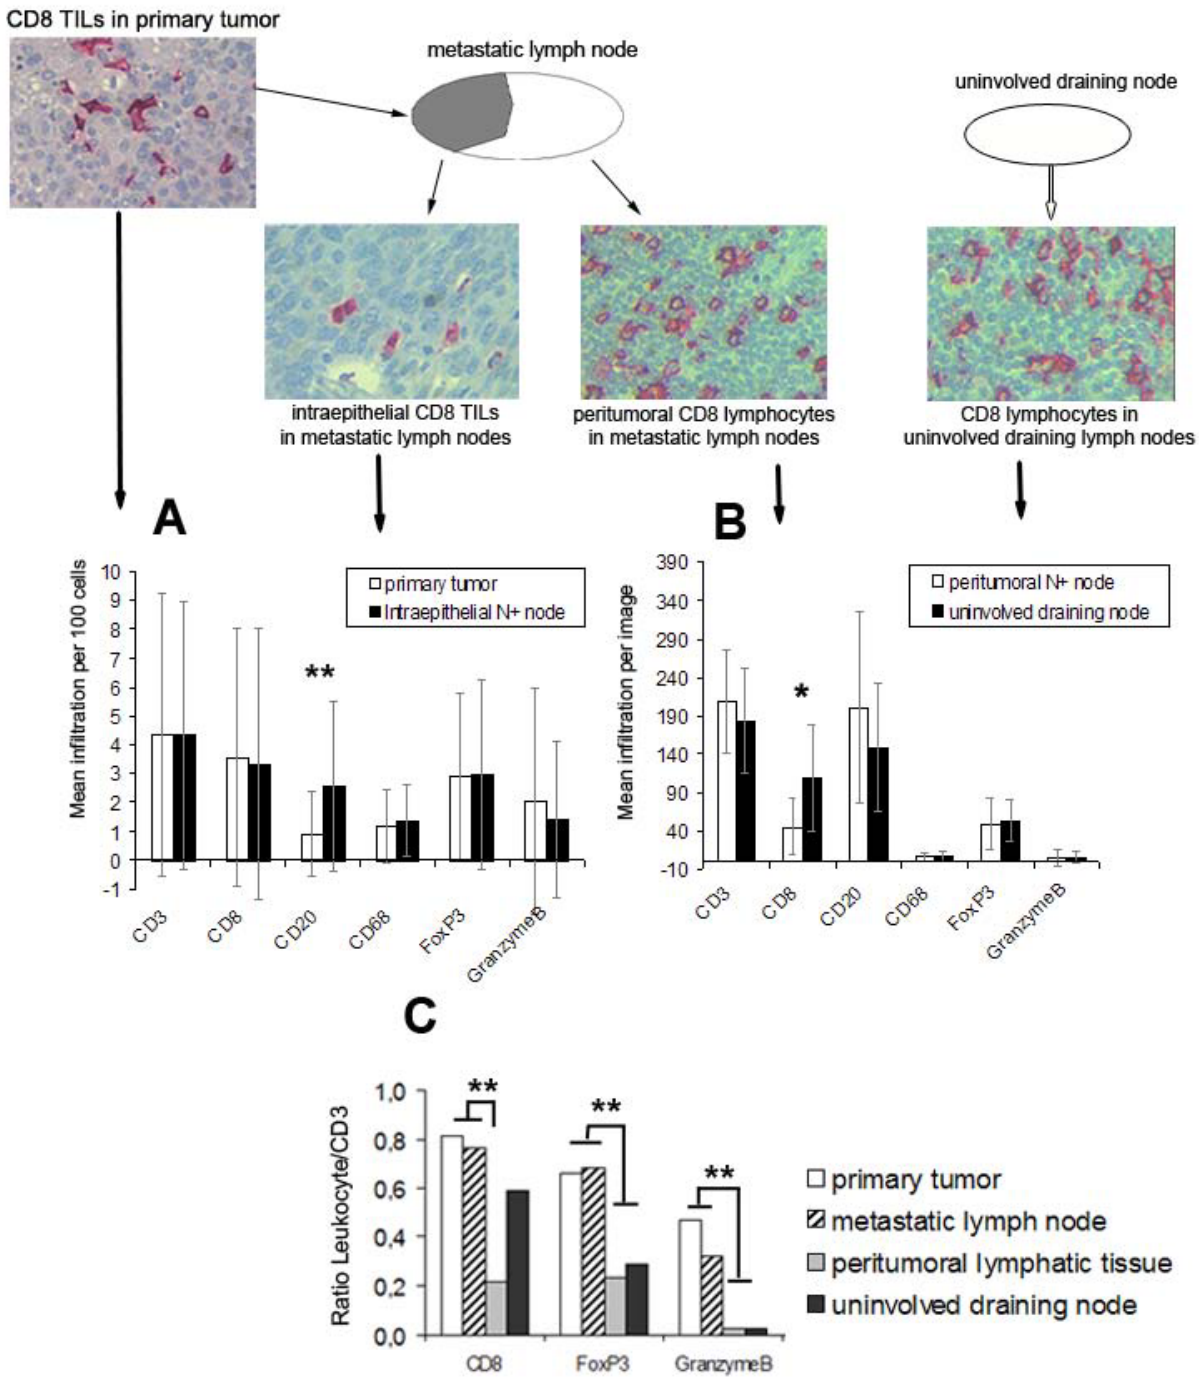 CD8 TILs in primary tumor
metastatic lymph node
uninvolved draining node
intraepithelial CD8 TILs
in metastatic lymph nodes
peritumoral CD8 lymphocytes
in metastatic lymph nodes
CD8 lymphocytes in
uninvolved draining lymph nodes
A
Mean infiltration per 100 cells
10
9
8
7
6
5
4
3
2
1
0
-1
primary tumor
Intraepithelial N+ node
**
CD3
CD8
CD20
CD68
FoxP3
GranzymeB
B
Mean infiltration per image
390
340
290
240
190
140
90
40
-10
peritumoral N+ node
uninvolved draining node
*
CD3
CD8
CD20
CD68
FoxP3
GranzymeB
C
Ratio Leukocyte/CD3
1,0
0,8
0,6
0,4
0,2
0,0
**
**
**
CD8
FoxP3
GranzymeB
primary tumor
metastatic lymph node
peritumoral lymphatic tissue
uninvolved draining node